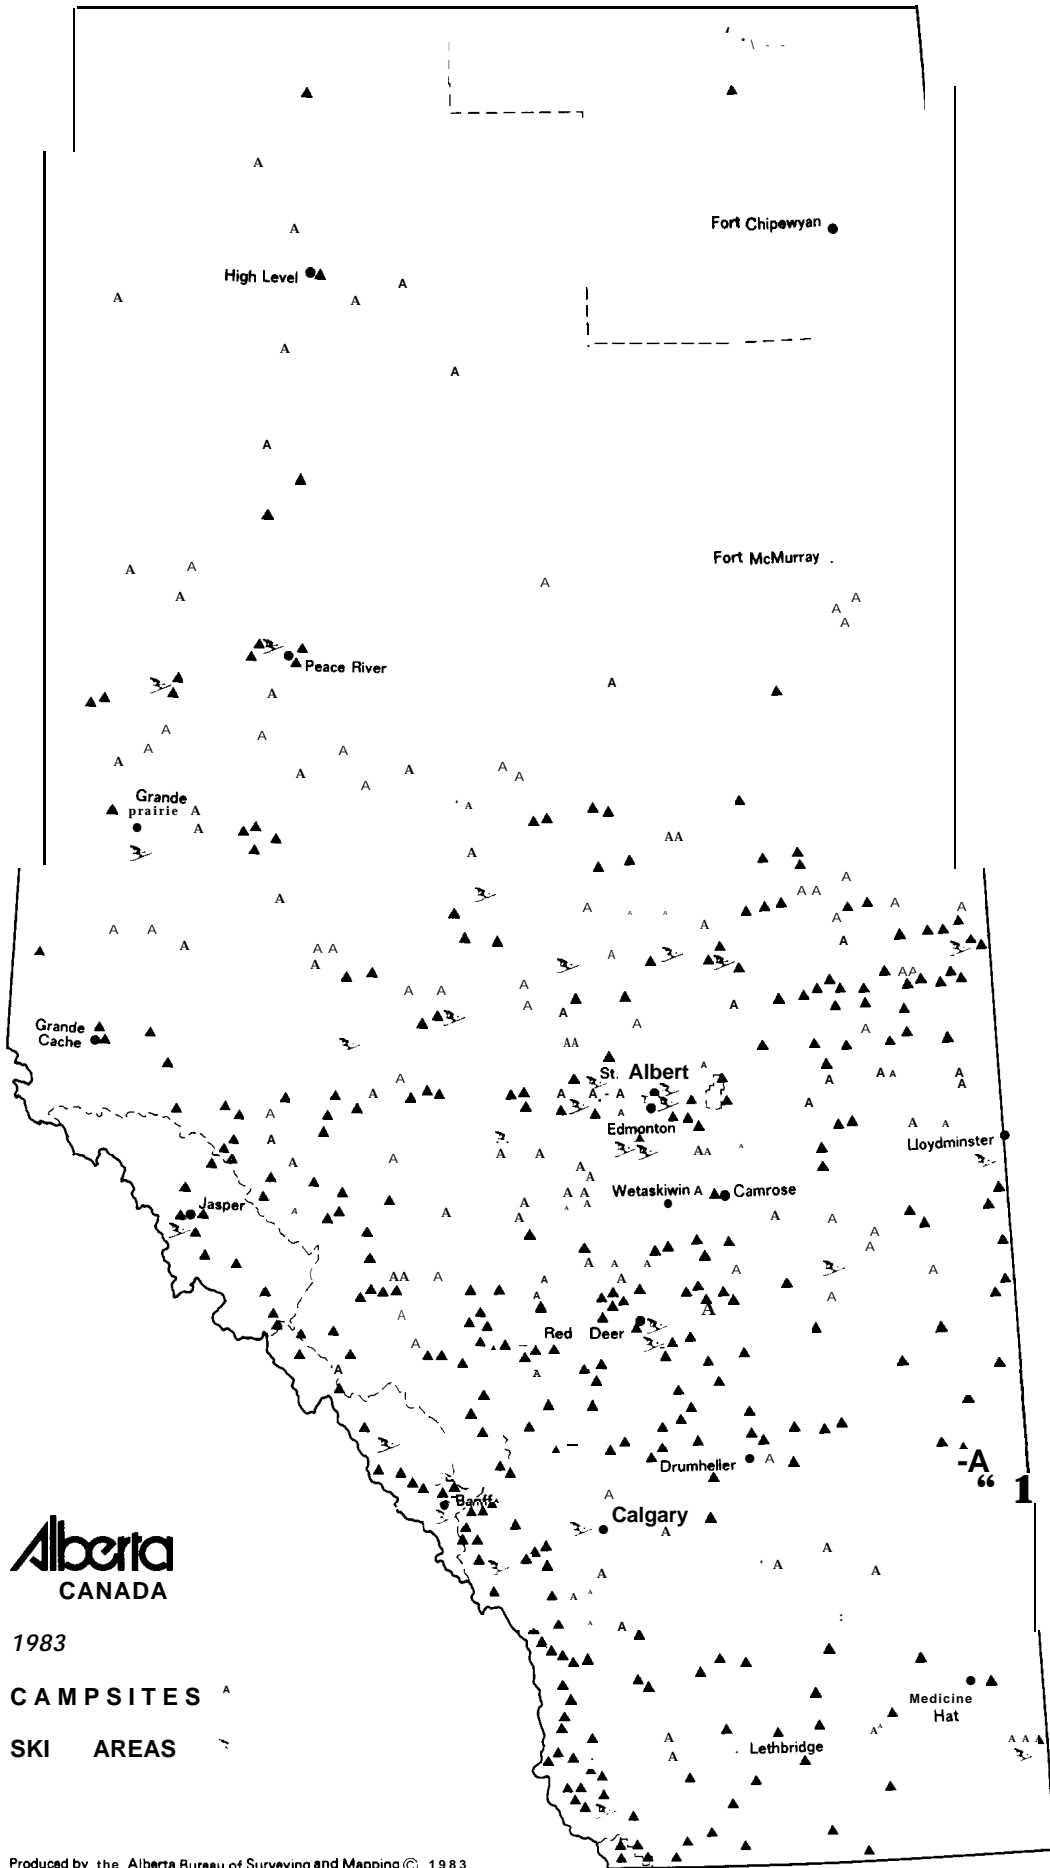 Fort Chipewyan
High Level
Fort McMurray
Peace River
Grande
prairie
Grande
Cache
St. Albert
Edmonton
Lloydminster
Wetaskiwin
Camrose
Jasper
Red Deer
Drumheller
-A
“ 1
Banff
Calgary
Alberta
CANADA
1983
CAMPSITES
SKI AREAS
Medicine
Hat
Lethbridge
Produced by the Alberta Bureau of Surveying and Mapping © 1983